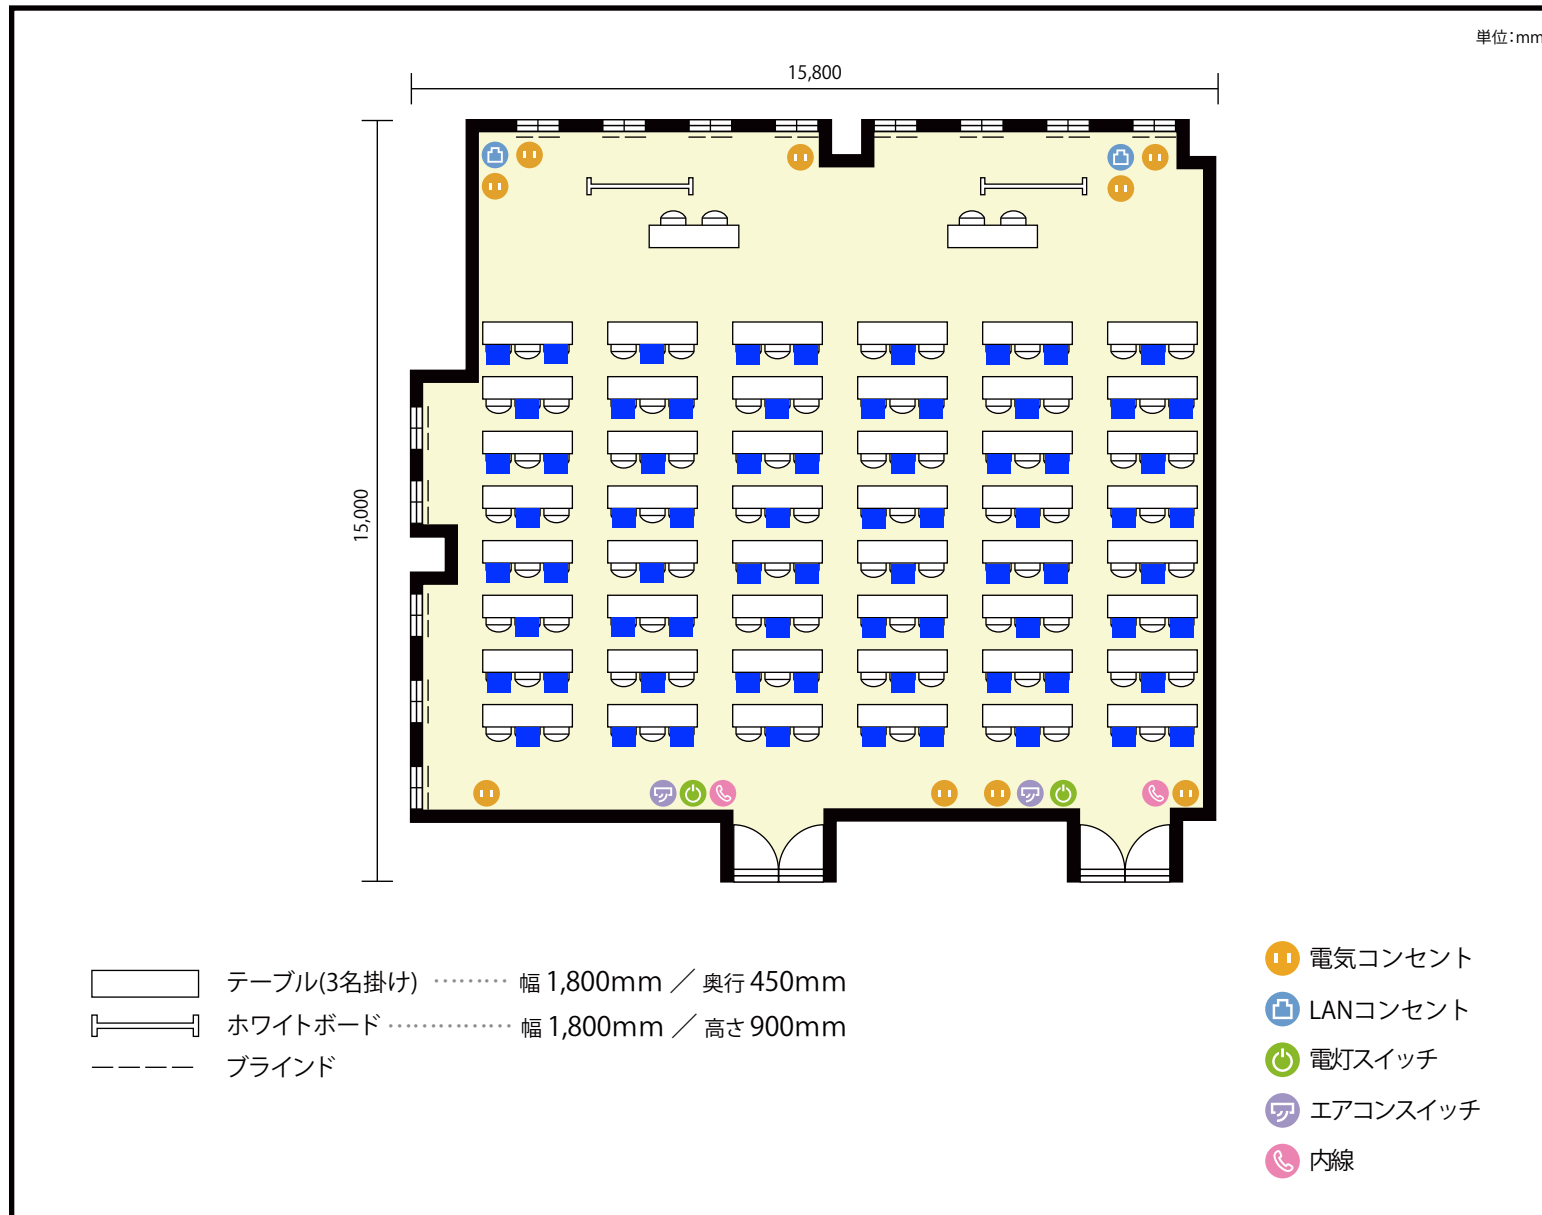 単位:mm
15,800
15,000
テーブル(3名掛け) ‥‥‥‥‥ 幅 1,800mm ／ 奥行 450mm
ホワイトボード ‥‥‥‥‥‥‥ 幅 1,800mm ／ 高さ 900mm
ブラインド
電気コンセント
LANコンセント
電灯スイッチ
エアコンスイッチ
内線